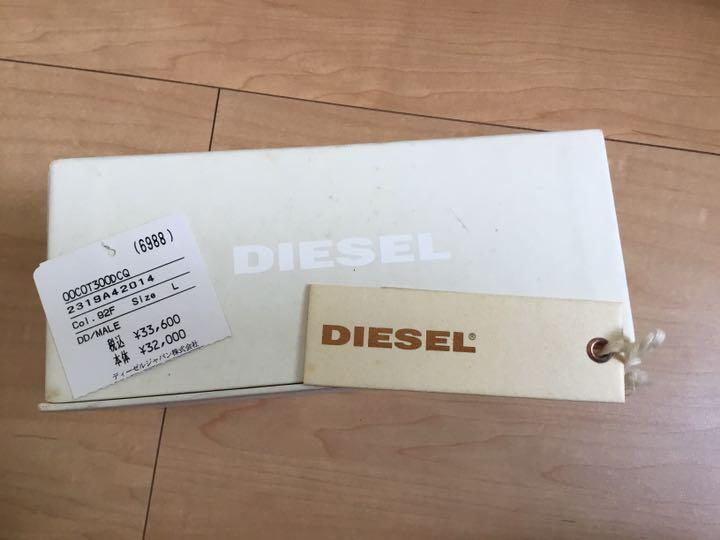 DIESEL
(6988)
00C0T300DCQ
2319A42014
Col. 92F Size L
DD/MALE
税込 ¥33,600
本体 ¥32,000
ディーゼルジャパン株式会社
DIESEL®